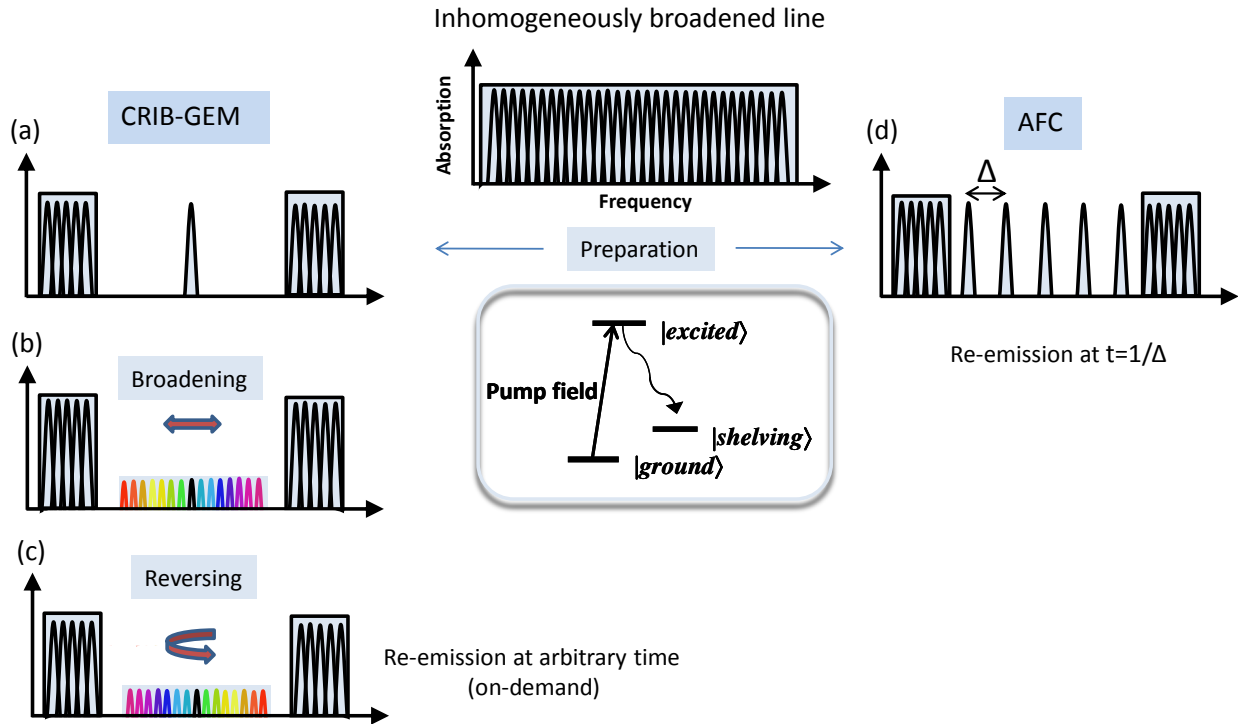 Inhomogeneously broadened line
Absorption
Frequency
Preparation
|excited⟩
Pump field
|shelving⟩
|ground⟩
(a)
CRIB-GEM
(b)
Broadening
(c)
Reversing
Re-emission at arbitrary time
(on-demand)
(d)
AFC
Δ
Re-emission at t=1/Δ